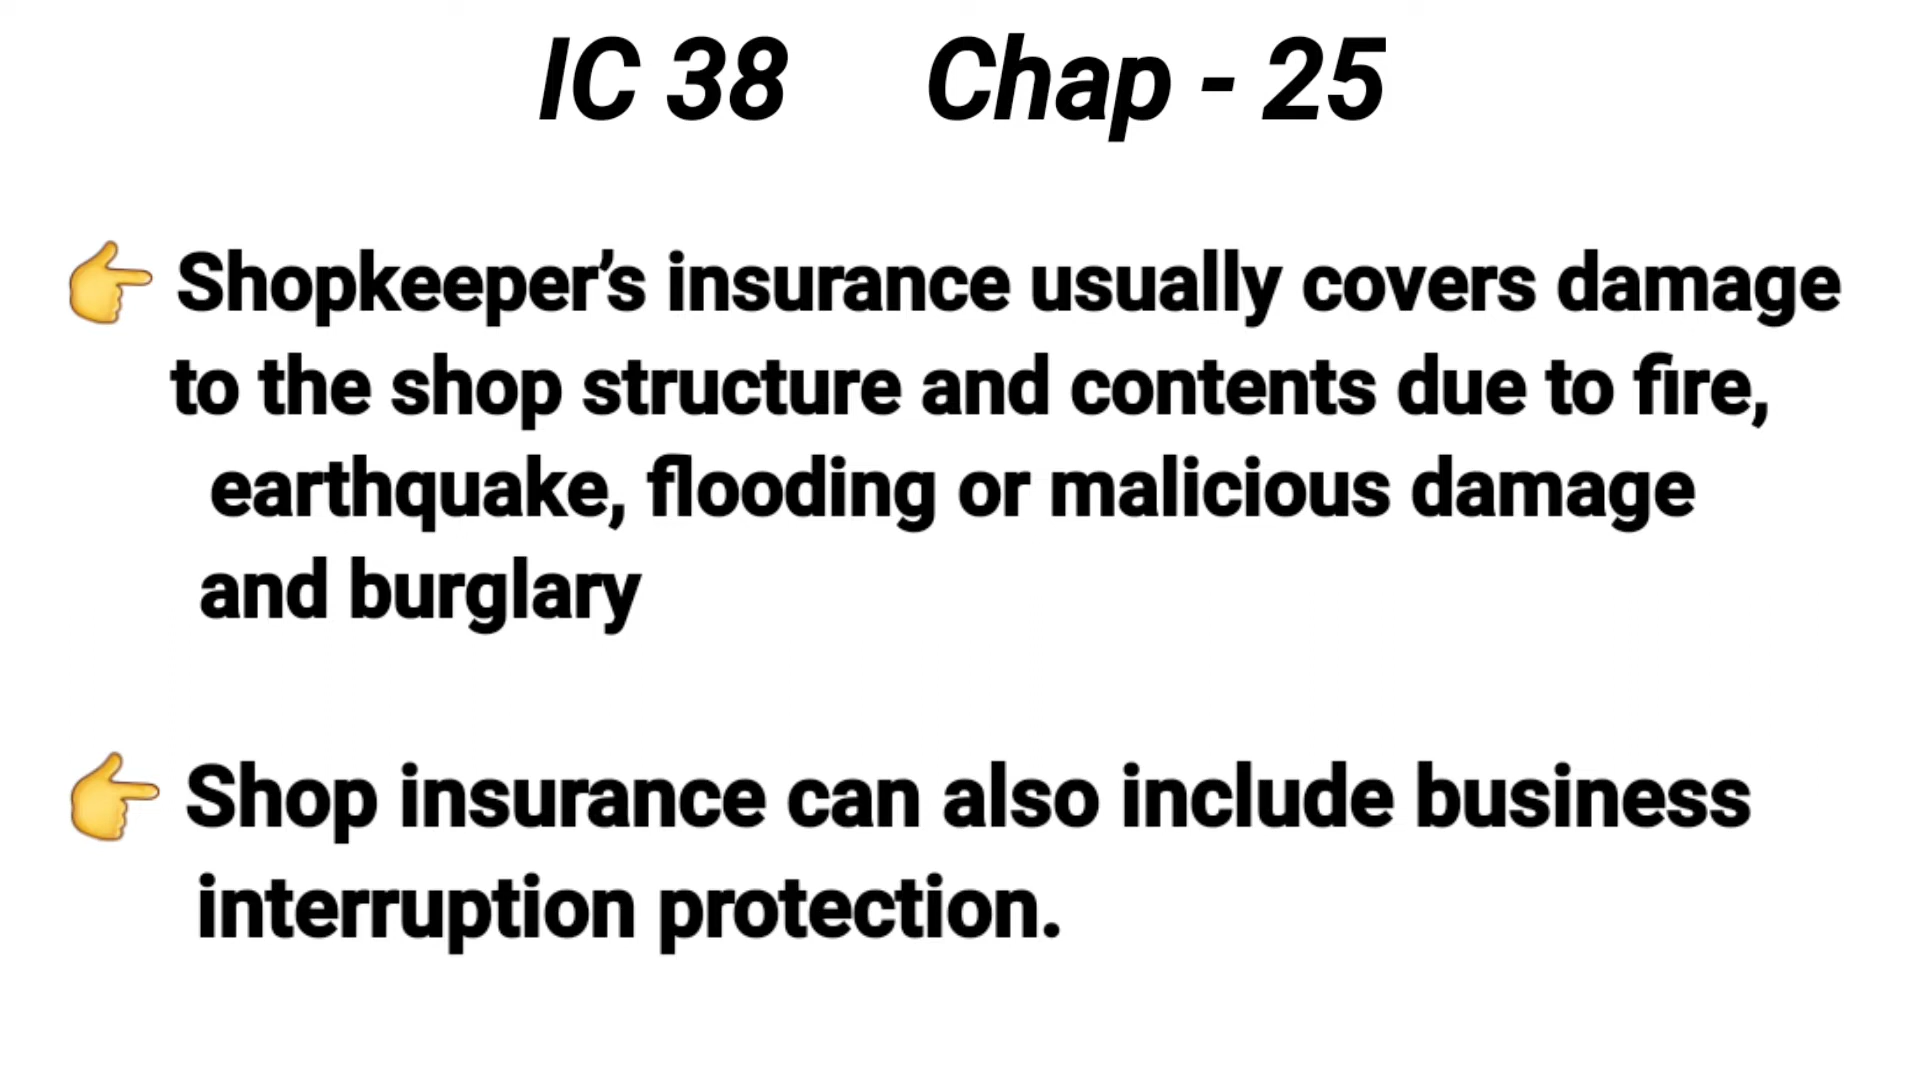 IC 38 Chap - 25
👉 Shopkeeper’s insurance usually covers damage
to the shop structure and contents due to fire,
earthquake, flooding or malicious damage
and burglary
👉 Shop insurance can also include business
interruption protection.